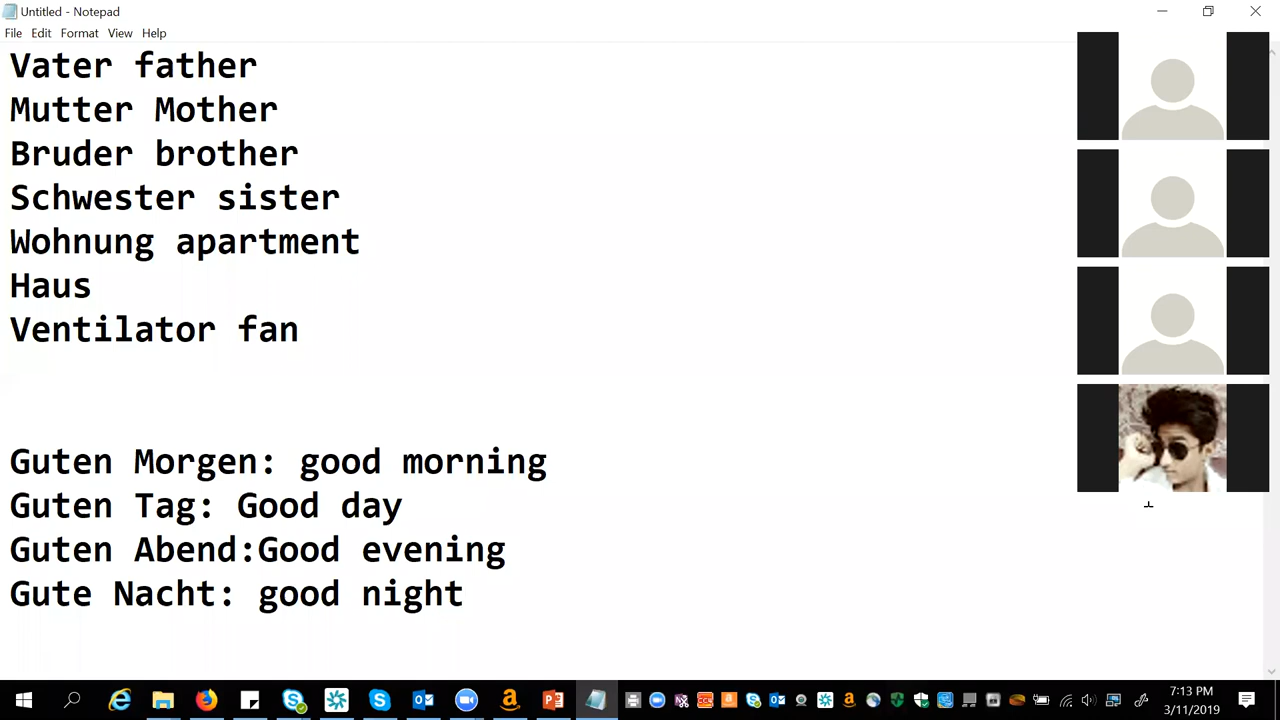 Untitled - Notepad
File Edit Format View Help
Vater father
Mutter Mother
Bruder brother
Schwester sister
Wohnung apartment
Haus
Ventilator fan
Guten Morgen: good morning
Guten Tag: Good day
Guten Abend:Good evening
Gute Nacht: good night
7:13 PM
3/11/2019